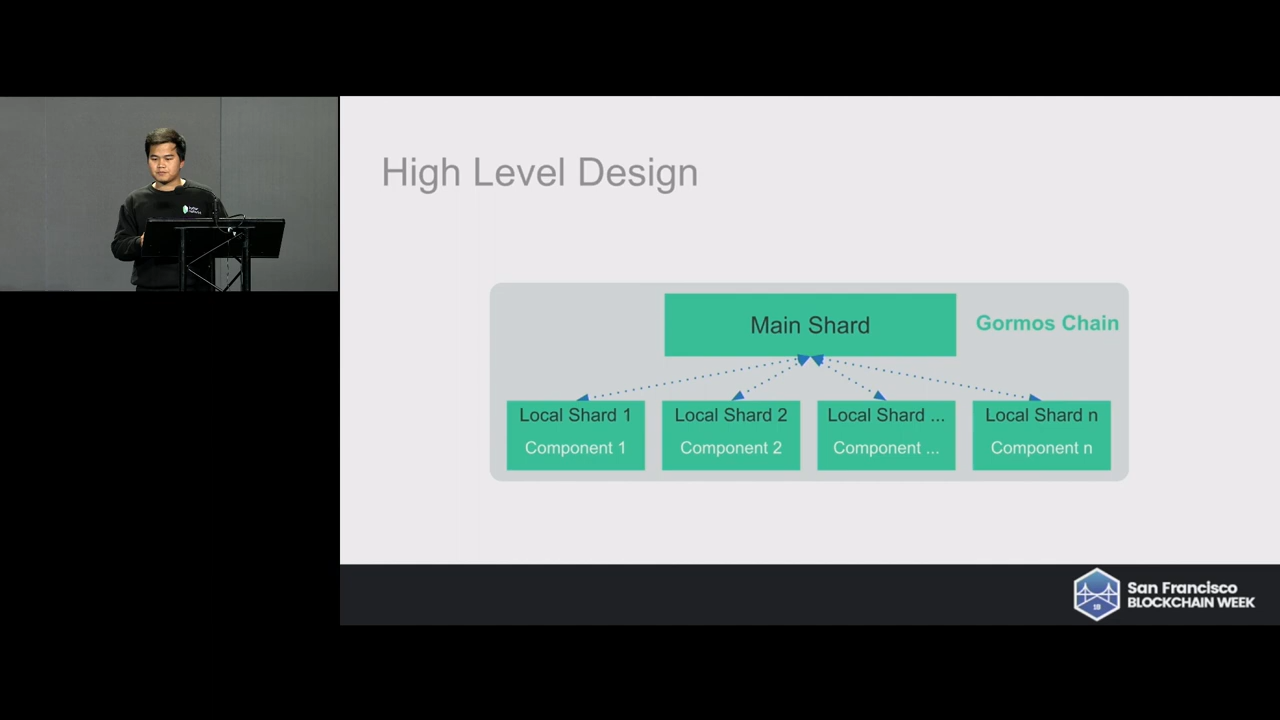 High Level Design
Main Shard
Gormos Chain
Local Shard 1
Component 1
Local Shard 2
Component 2
Local Shard ...
Component ...
Local Shard n
Component n
San Francisco
BLOCKCHAIN WEEK